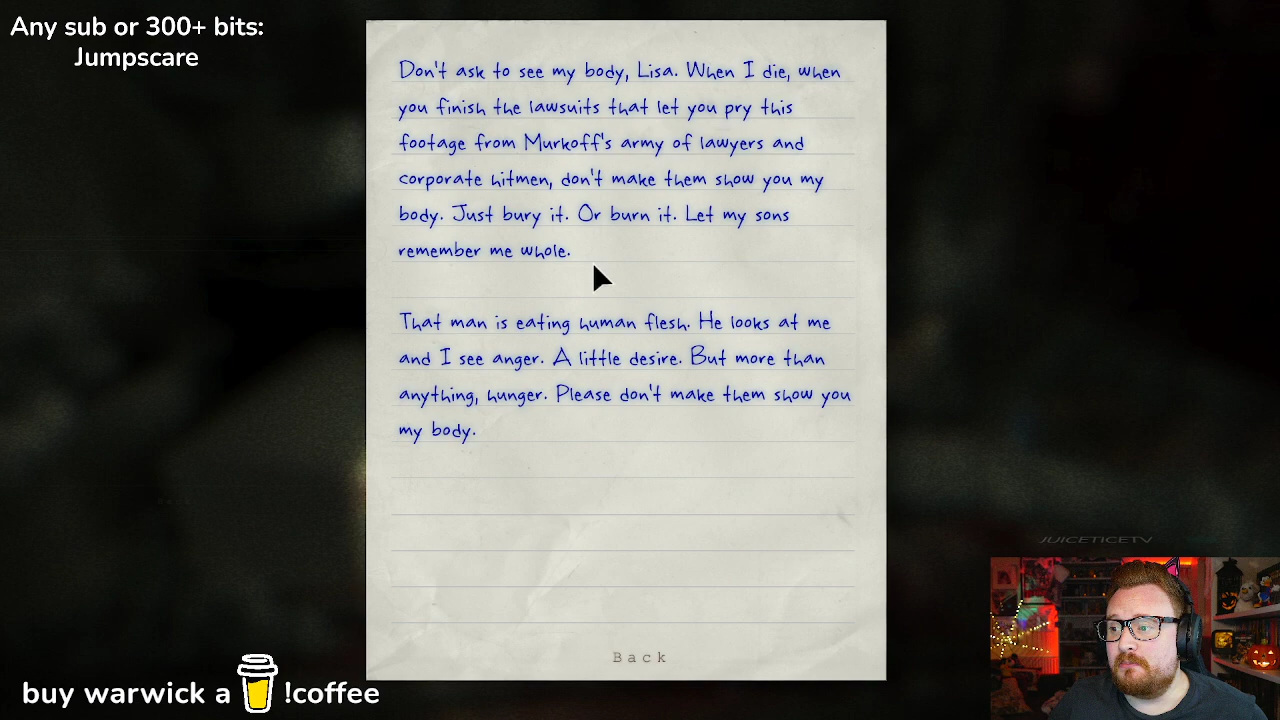 Any sub or 300+ bits:
Jumpscare
Don't ask to see my body, Lisa. When I die, when
you finish the lawsuits that let you pry this
footage from Murkoff's army of lawyers and
corporate hitmen, don't make them show you my
body. Just bury it. Or burn it. Let my sons
remember me whole.
That man is eating human flesh. He looks at me
and I see anger. A little desire. But more than
anything, hunger. Please don't make them show you
my body.
Back
JUICETICETV
buy warwick a !coffee